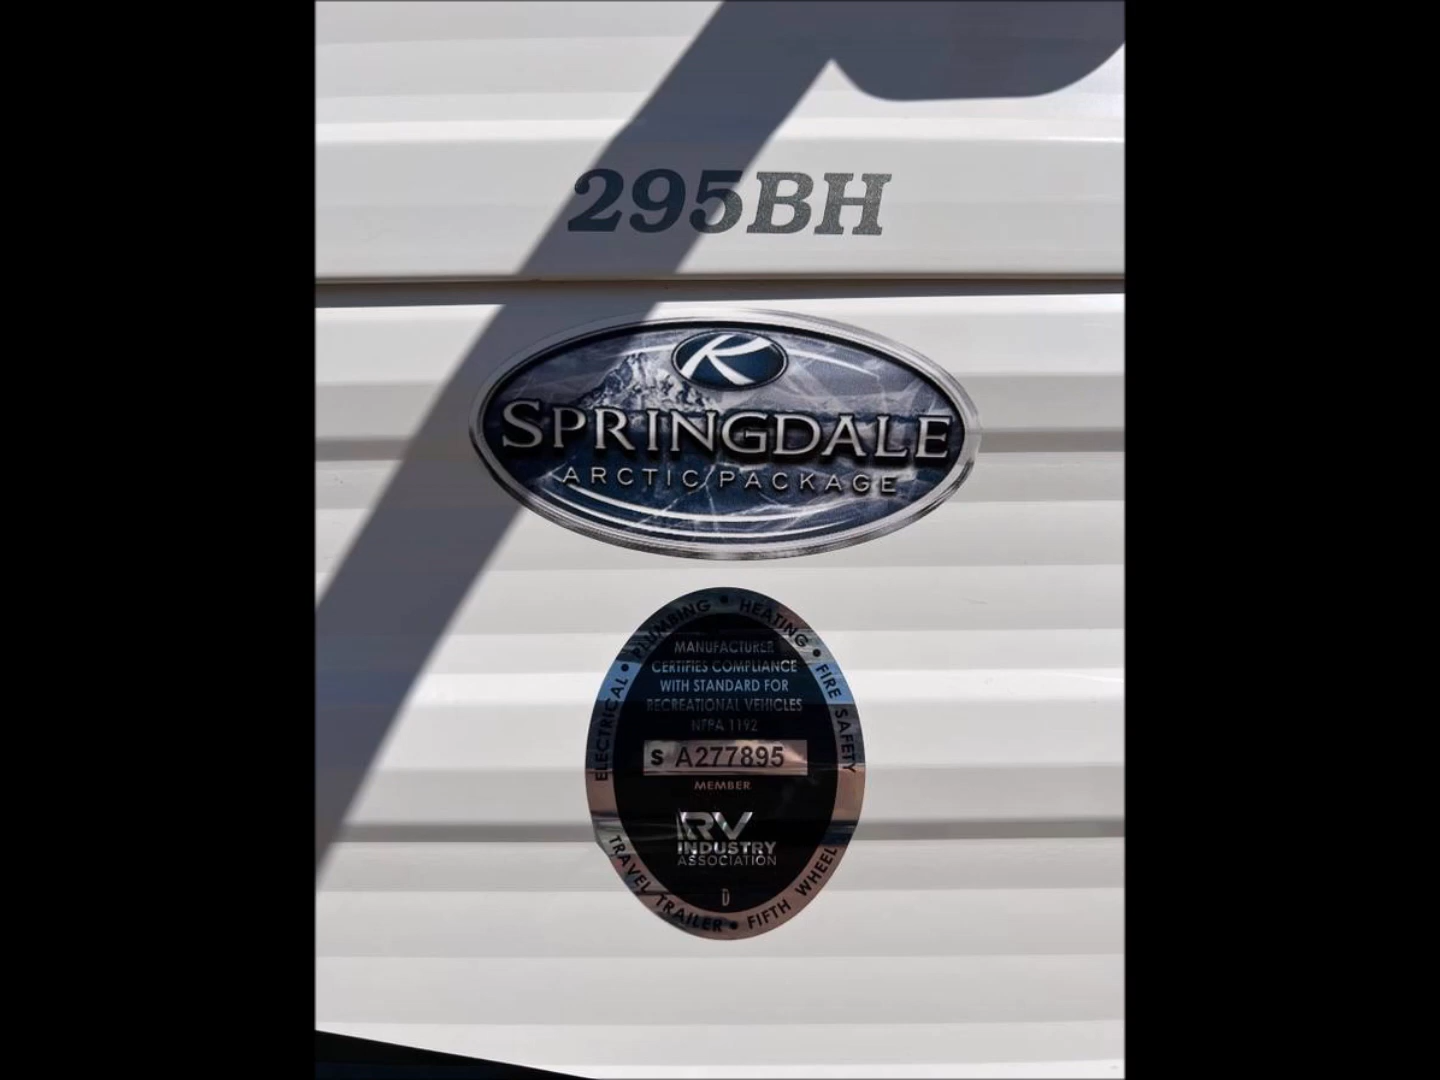 295BH
K
SPRINGDALE
ARCTIC PACKAGE
ELECTRICAL • PLUMBING • HEATING • FIRE SAFETY
MANUFACTURER
CERTIFIES COMPLIANCE
WITH STANDARD FOR
RECREATIONAL VEHICLES
NFPA 1192
S A277895
MEMBER
RV
INDUSTRY
ASSOCIATION
D
TRAVEL TRAILER • FIFTH WHEEL